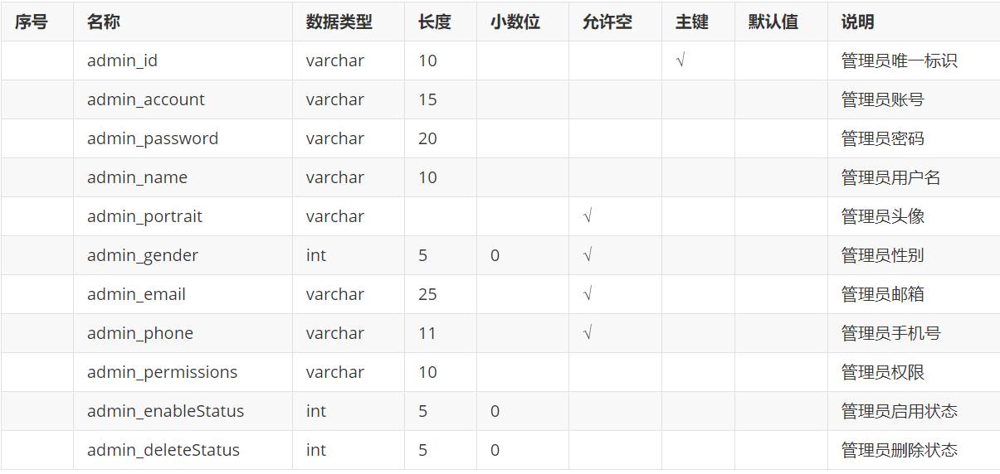 序号 名称 数据类型 长度 小数位 允许空 主键 默认值 说明
admin_id varchar 10 √ 管理员唯一标识
admin_account varchar 15 管理员账号
admin_password varchar 20 管理员密码
admin_name varchar 10 管理员用户名
admin_portrait varchar √ 管理员头像
admin_gender int 5 0 √ 管理员性别
admin_email varchar 25 √ 管理员邮箱
admin_phone varchar 11 √ 管理员手机号
admin_permissions varchar 10 管理员权限
admin_enableStatus int 5 0 管理员启用状态
admin_deleteStatus int 5 0 管理员删除状态